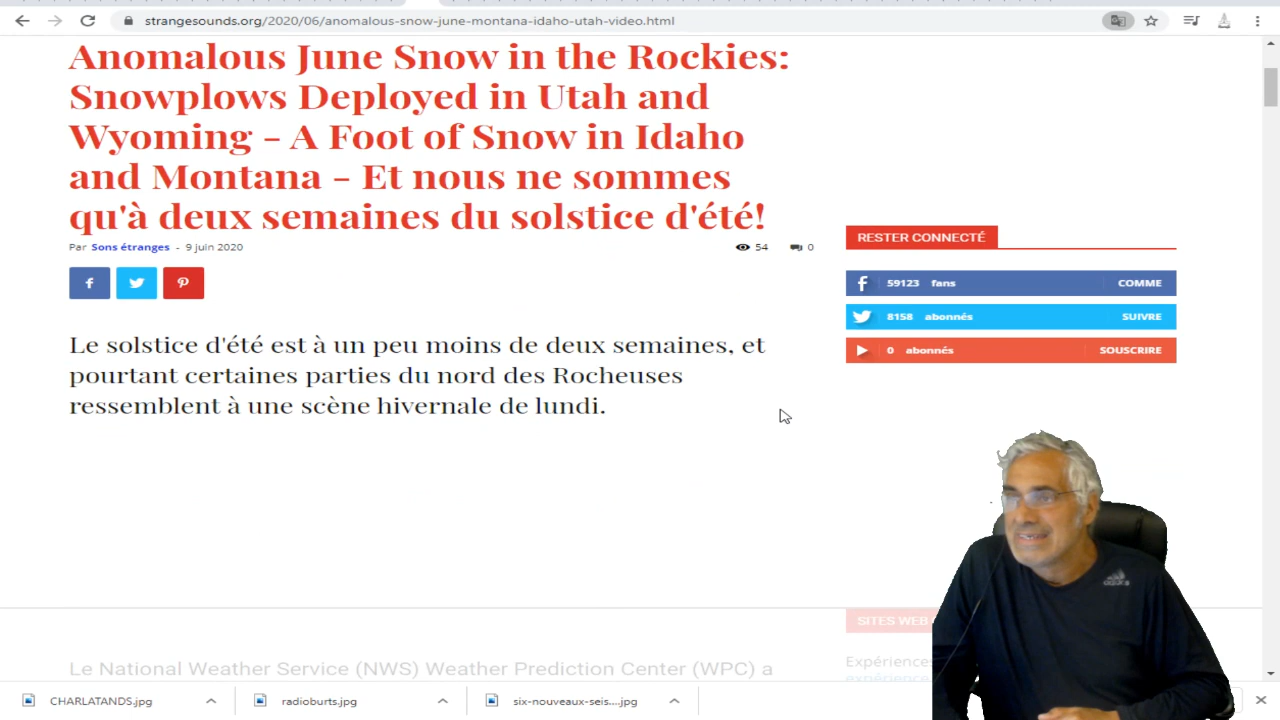 strangesounds.org/2020/06/anomalous-snow-june-montana-idaho-utah-video.html
Anomalous June Snow in the Rockies:
Snowplows Deployed in Utah and
Wyoming - A Foot of Snow in Idaho
and Montana - Et nous ne sommes
qu'à deux semaines du solstice d'été!
Par Sons étranges - 9 juin 2020
54
0
Le solstice d'été est à un peu moins de deux semaines, et
pourtant certaines parties du nord des Rocheuses
ressemblent à une scène hivernale de lundi.
Le National Weather Service (NWS) Weather Prediction Center (WPC) a
RESTER CONNECTÉ
59123 fans COMME
8158 abonnés SUIVRE
0 abonnés SOUSCRIRE
SITES WEB
adidas
CHARLATANDS.jpg
radioburts.jpg
six-nouveaux-seis....jpg